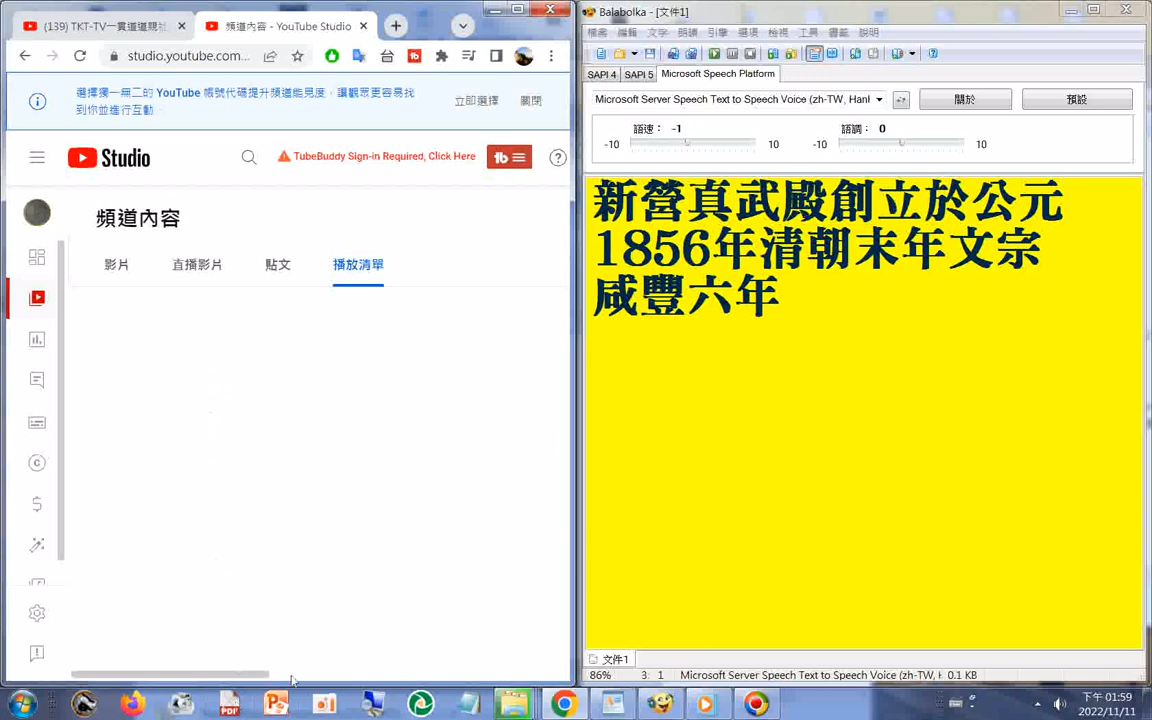 (139) TKT-TV一貫道道親社
頻道內容 - YouTube Studio
studio.youtube.com...
選擇獨一無二的 YouTube 帳號代碼提升頻道能見度，讓觀眾更容易找
到你並進行互動。
立即選擇
關閉
Studio
TubeBuddy Sign-in Required, Click Here
頻道內容
影片
直播影片
貼文
播放清單
Balabolka - [文件1]
檔案 編輯 文字 朗讀 引擎 選項 檢視 工具 書籤 說明
SAPI 4
SAPI 5
Microsoft Speech Platform
Microsoft Server Speech Text to Speech Voice (zh-TW, Hanl
關於
預設
語速： -1
語調： 0
-10
10
-10
10
新營真武殿創立於公元
1856年清朝末年文宗
咸豐六年
文件1
86%
3: 1
Microsoft Server Speech Text to Speech Voice (zh-TW, H
0.1 KB
下午 01:59
2022/11/11